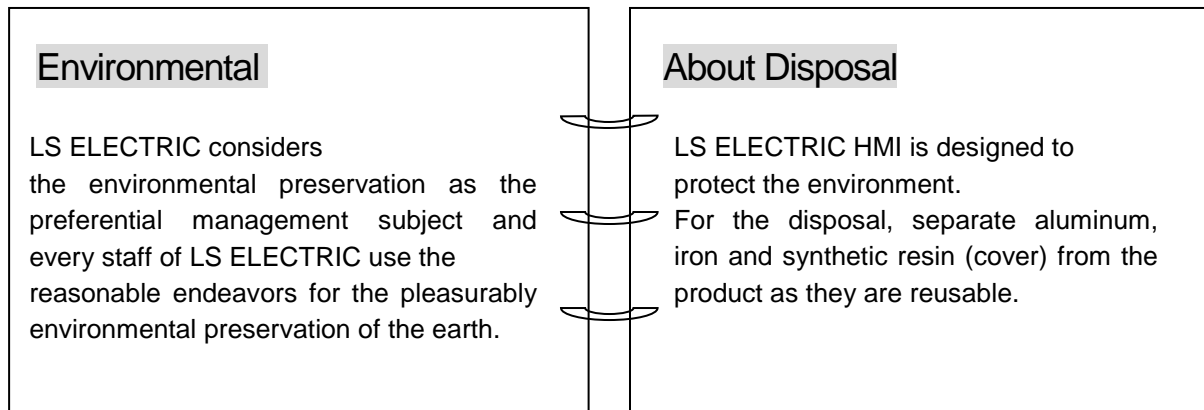 Environmental
LS ELECTRIC considers
the environmental preservation as the
preferential management subject and
every staff of LS ELECTRIC use the
reasonable endeavors for the pleasurably
environmental preservation of the earth.
About Disposal
LS ELECTRIC HMI is designed to
protect the environment.
For the disposal, separate aluminum,
iron and synthetic resin (cover) from the
product as they are reusable.